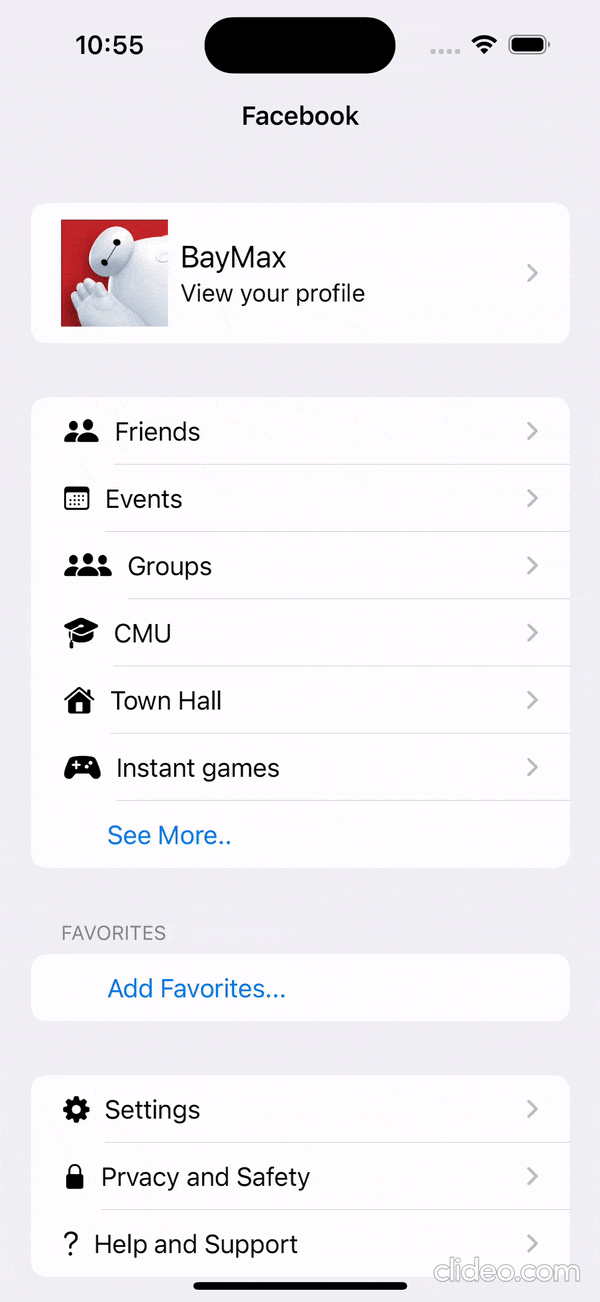 10:55
Facebook
BayMax
View your profile
Friends
Events
Groups
CMU
Town Hall
Instant games
See More..
FAVORITES
Add Favorites...
Settings
Prvacy and Safety
? Help and Support
clideo.com